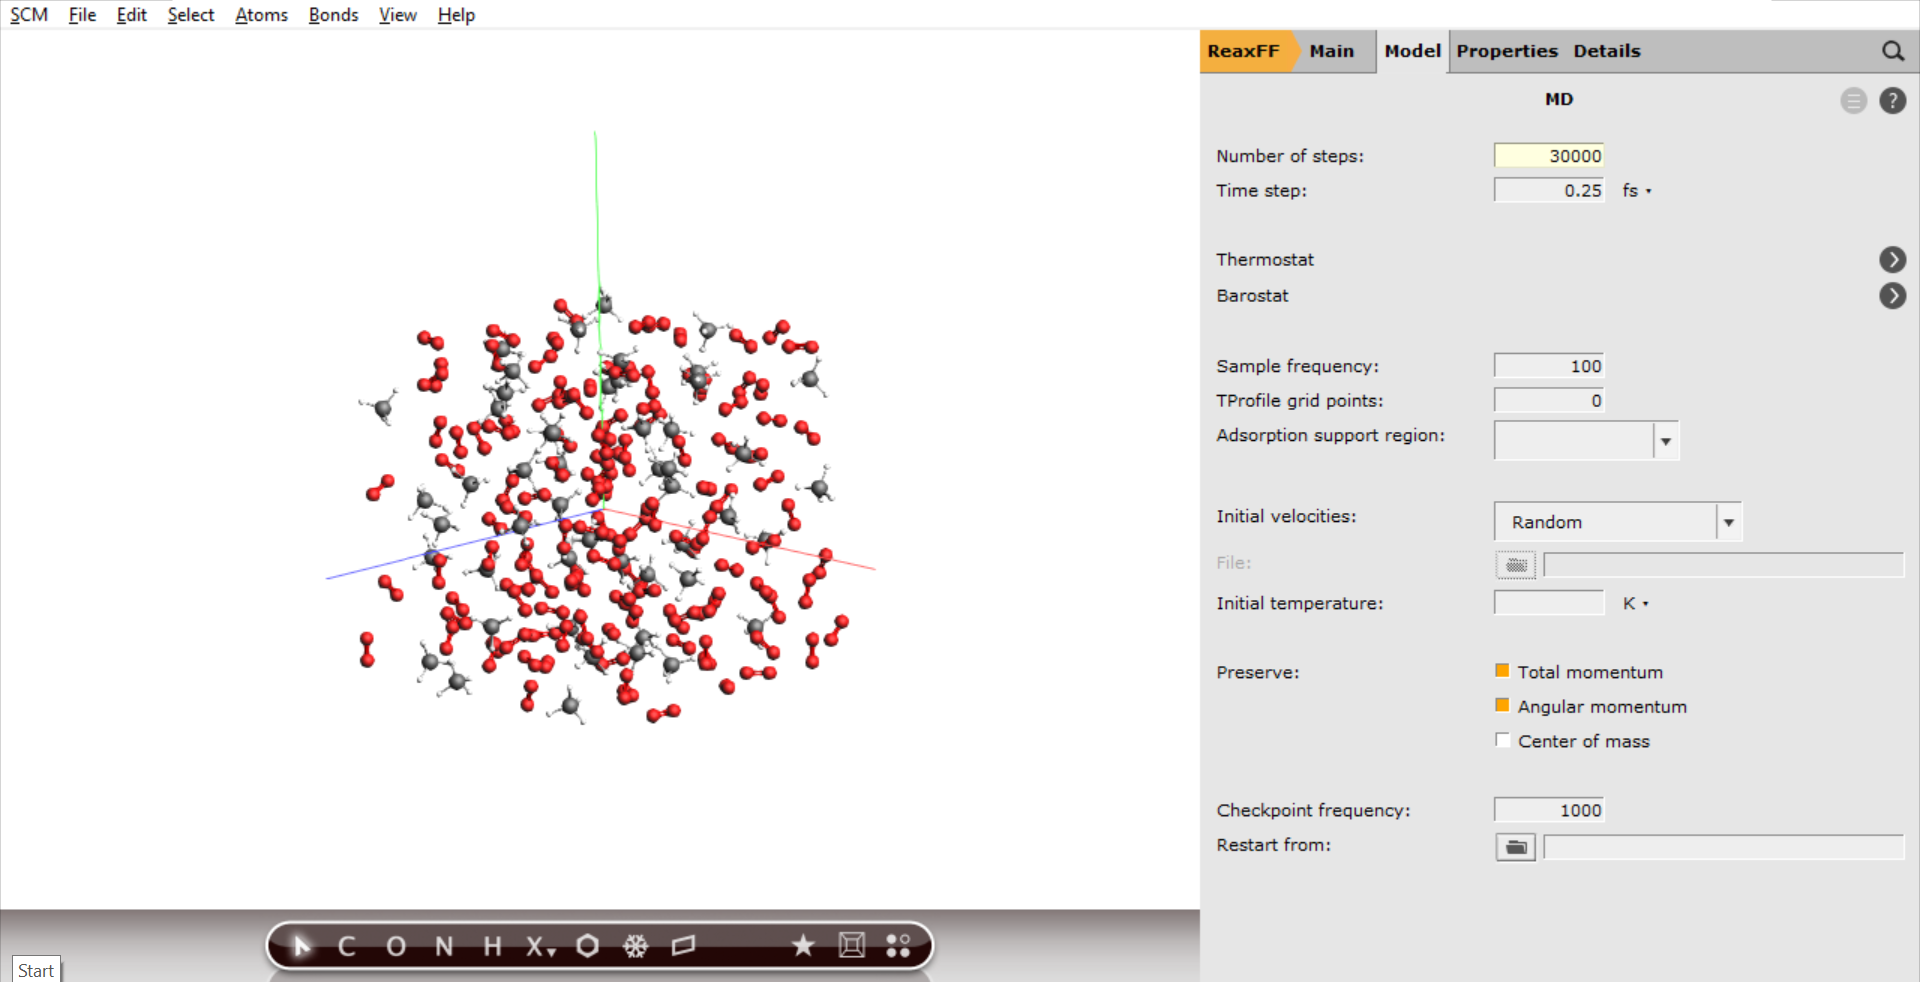 SCM File Edit Select Atoms Bonds View Help
ReaxFF Main Model Properties Details
MD
?
Number of steps: 30000
Time step: 0.25 fs
Thermostat
Barostat
Sample frequency: 100
TProfile grid points: 0
Adsorption support region:
Initial velocities: Random
File:
Initial temperature: K
Preserve: Total momentum
Angular momentum
Center of mass
Checkpoint frequency: 1000
Restart from:
C O N H X
Start